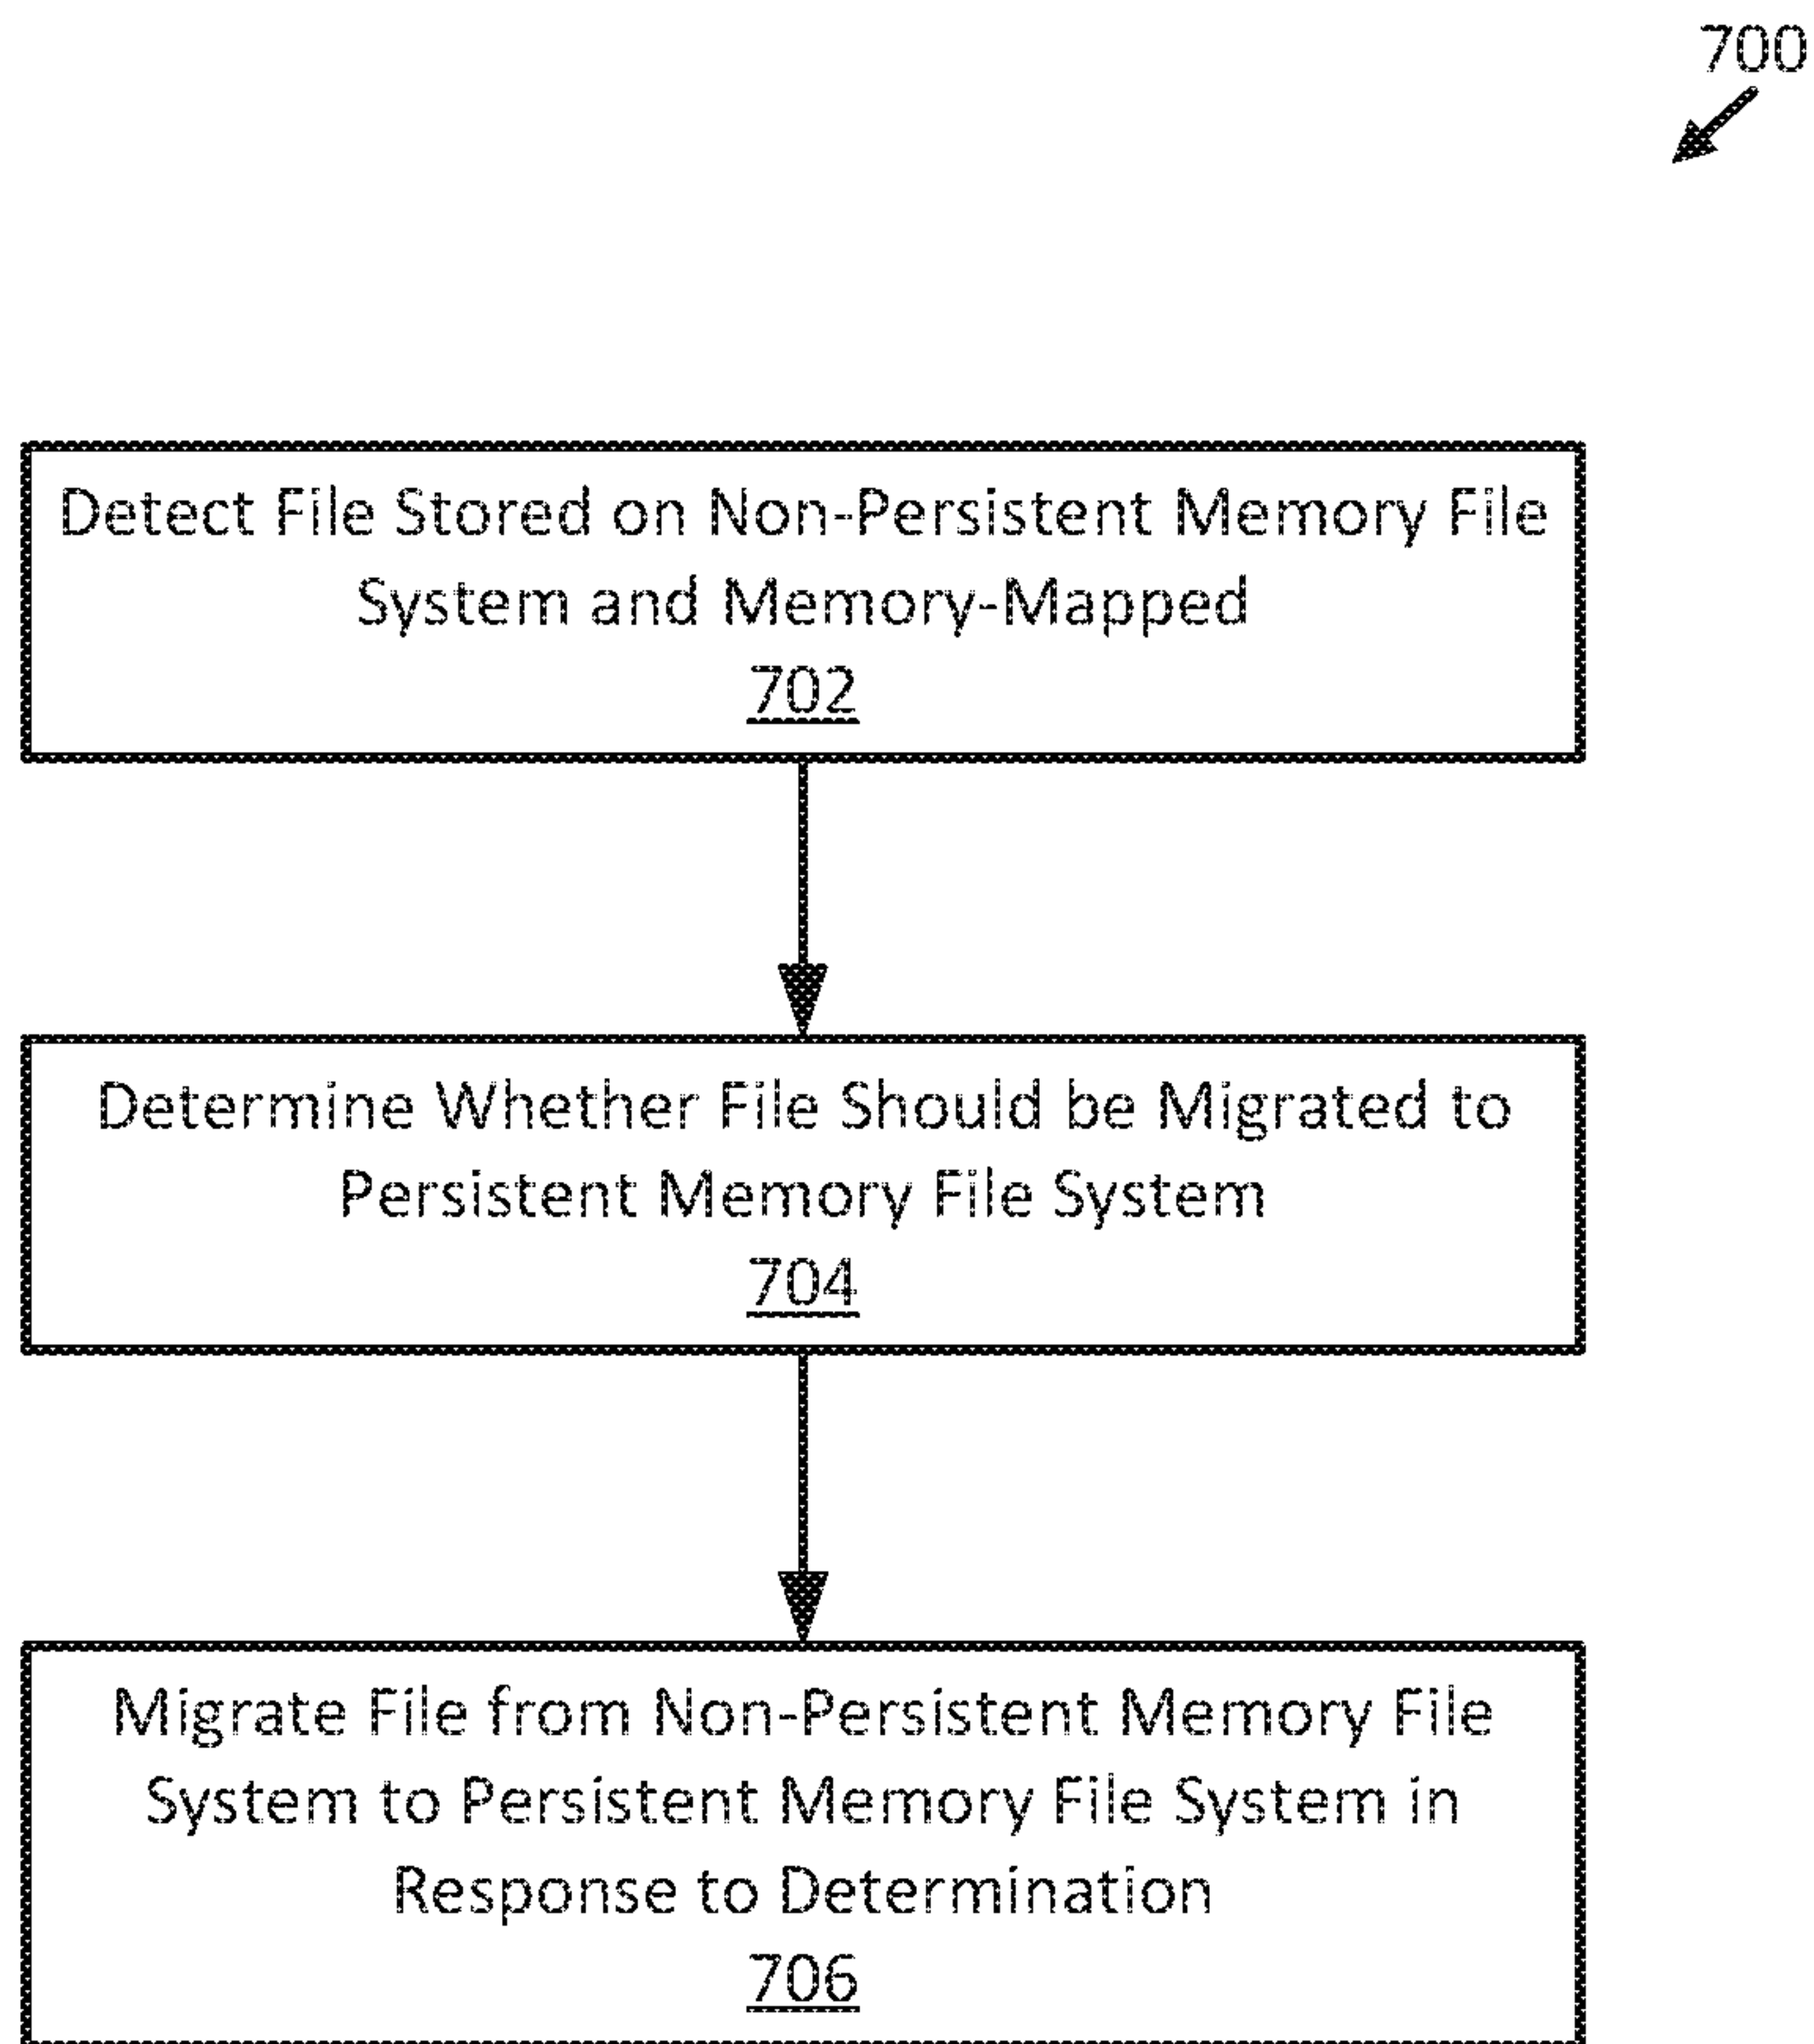 700
Detect File Stored on Non-Persistent Memory File
System and Memory-Mapped
702
Determine Whether File Should be Migrated to
Persistent Memory File System
704
Migrate File from Non-Persistent Memory File
System to Persistent Memory File System in
Response to Determination
706